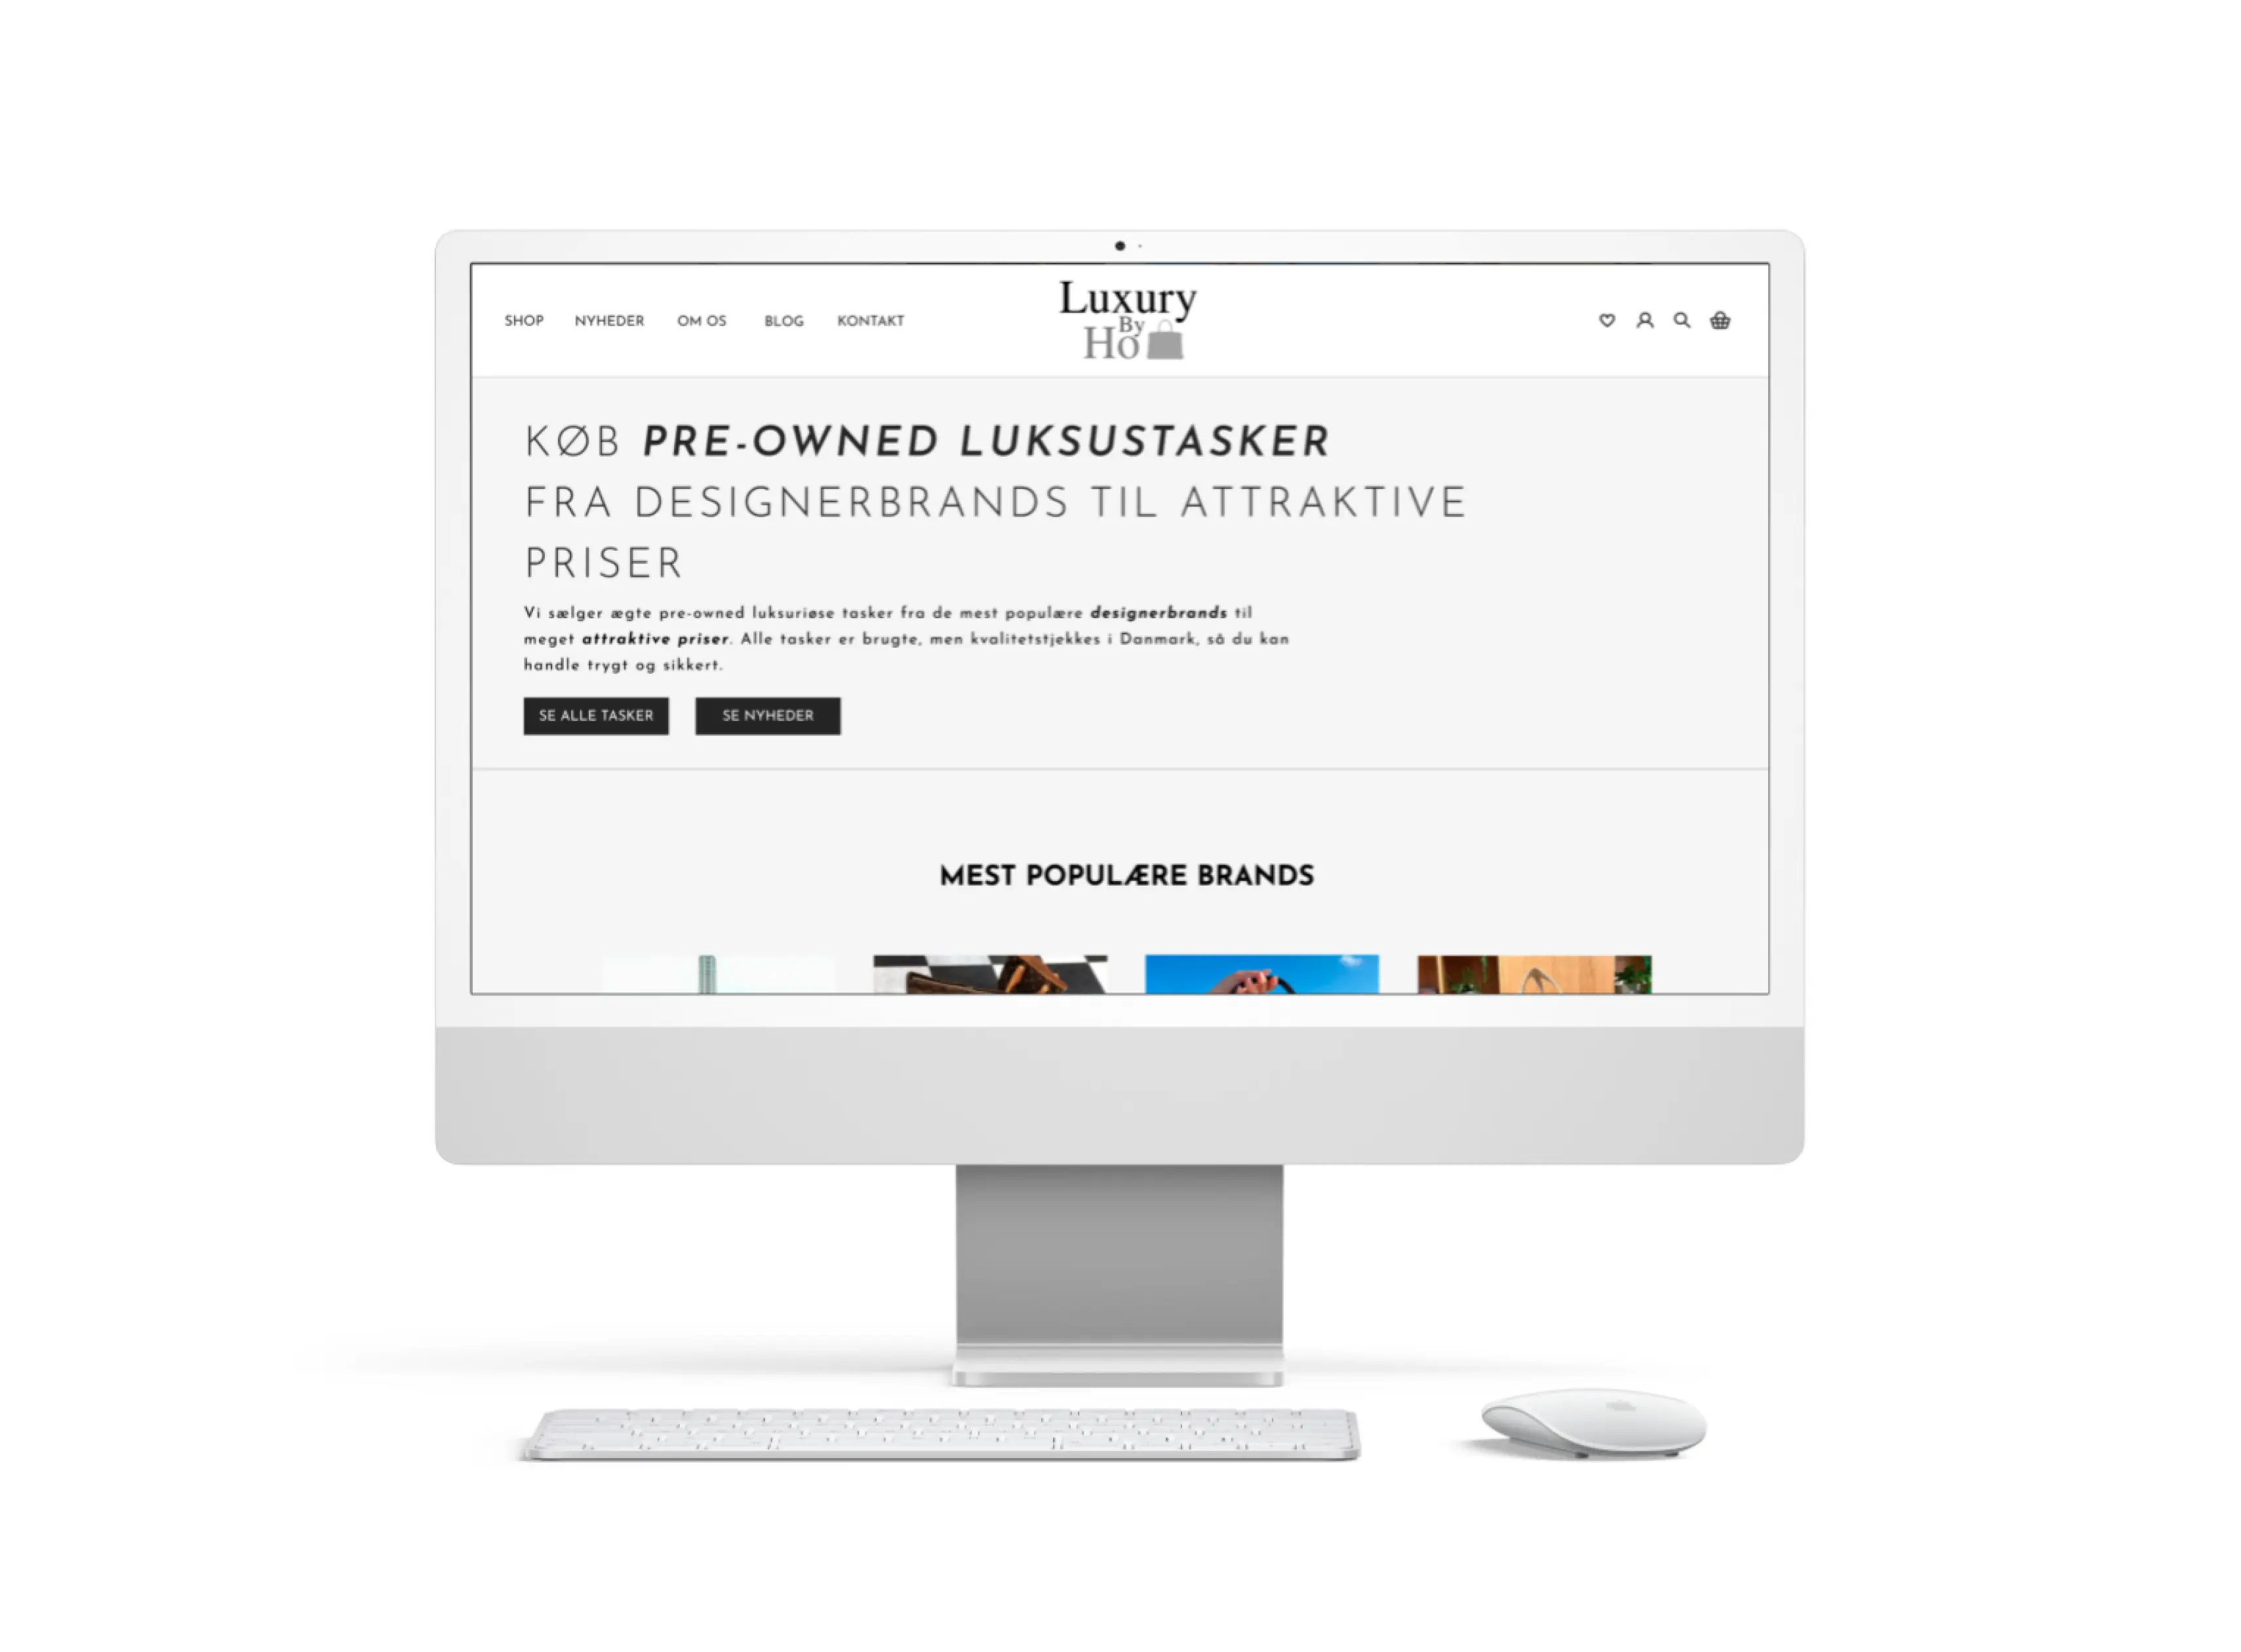 SHOP NYHEDER OM OS BLOG KONTAKT
Luxury
By
Ho
KØB PRE-OWNED LUKSUSTASKER
FRA DESIGNERBRANDS TIL ATTRAKTIVE
PRISER
Vi sælger ægte pre-owned luksuriøse tasker fra de mest populære designerbrands til
meget attraktive priser. Alle tasker er brugte, men kvalitetstjekkes i Danmark, så du kan
handle trygt og sikkert.
SE ALLE TASKER SE NYHEDER
MEST POPULÆRE BRANDS